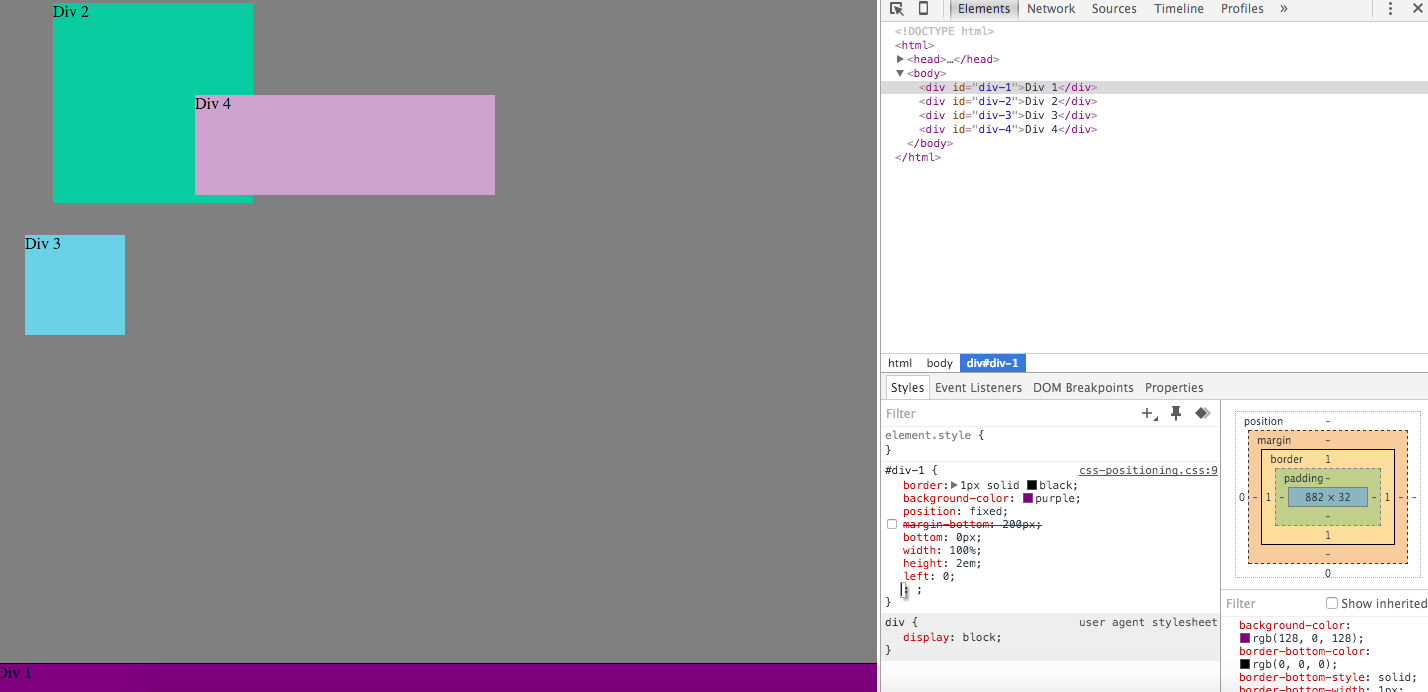 Div 2
Div 4
Div 3
Div 1
Elements Network Sources Timeline Profiles »
<!DOCTYPE html>
<html>
▶<head>…</head>
▼<body>
<div id="div-1">Div 1</div>
<div id="div-2">Div 2</div>
<div id="div-3">Div 3</div>
<div id="div-4">Div 4</div>
</body>
</html>
html body div#div-1
Styles Event Listeners DOM Breakpoints Properties
Filter
element.style {
}
#div-1 { css-positioning.css:9
border:▶1px solid black;
background-color: purple;
position: fixed;
margin-bottom: 200px;
bottom: 0px;
width: 100%;
height: 2em;
left: 0;
: ;
}
div { user agent stylesheet
display: block;
}
position -
margin -
border 1
padding -
0 - 1 - 882 × 32 - 1 - -
-
1
-
0
Filter Show inherited
background-color:
rgb(128, 0, 128);
border-bottom-color:
rgb(0, 0, 0);
border-bottom-style: solid;
border-bottom-width: 1px;